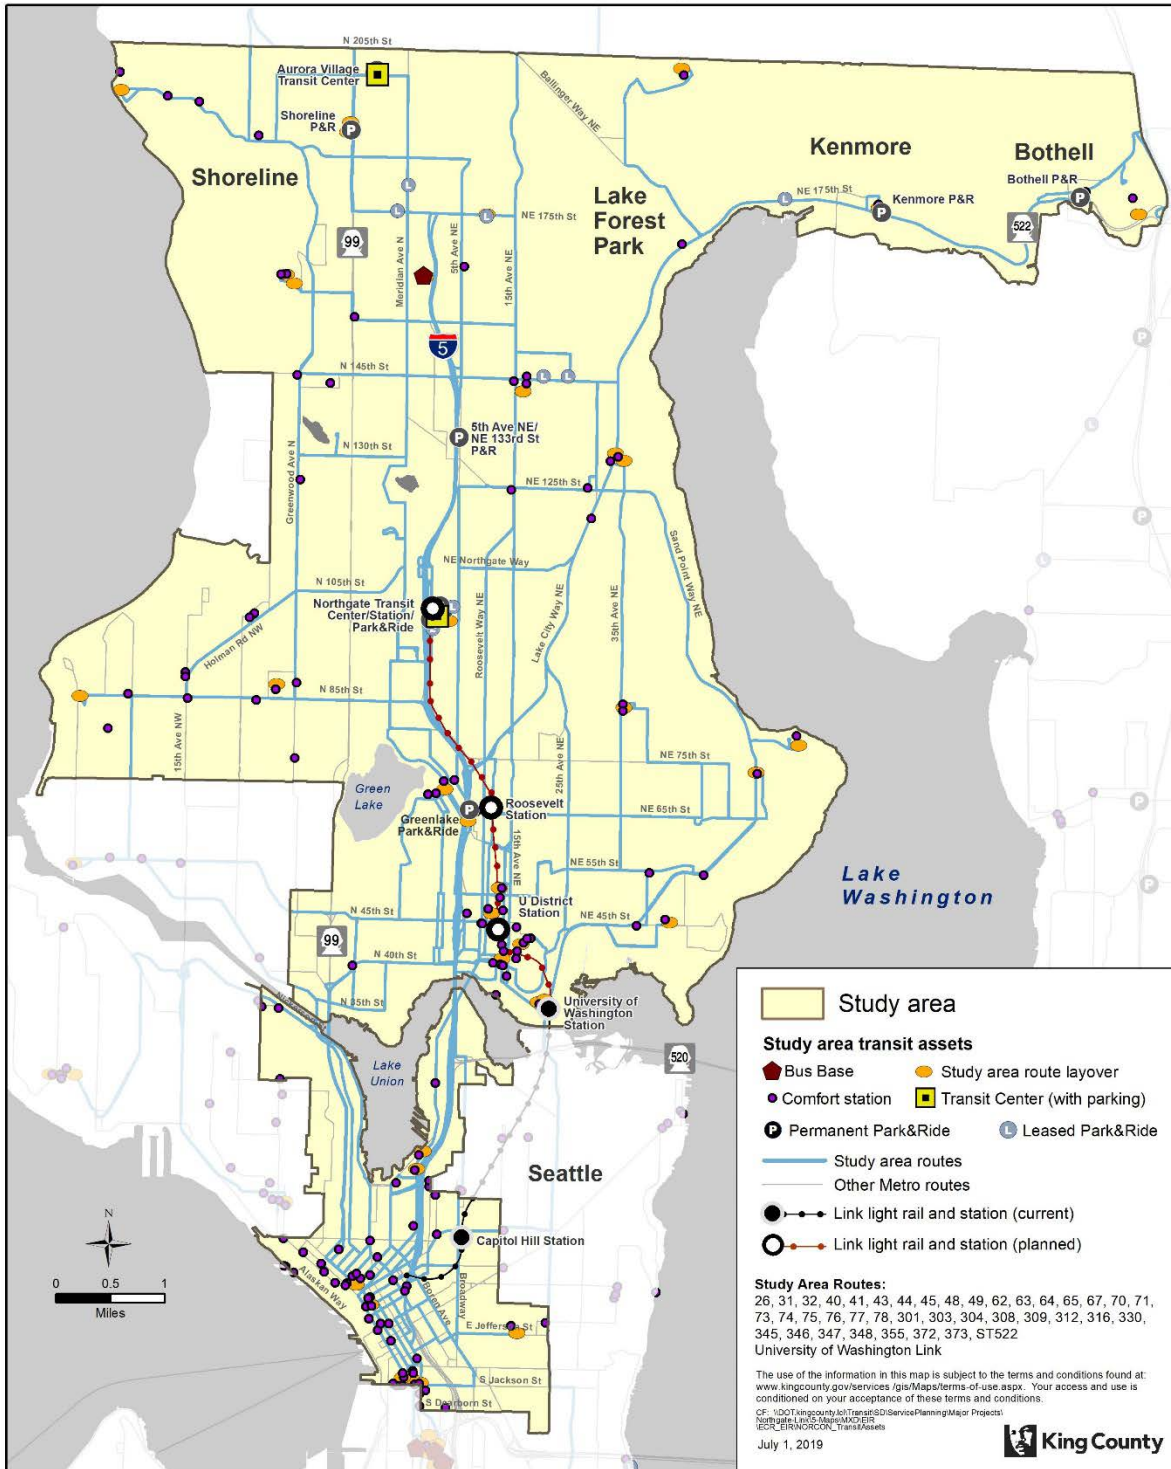 N 205th St
Aurora Village
Transit Center
Ballinger Way NE
Shoreline
P&R
Kenmore
Bothell
Bothell P&R
Shoreline
Lake
Forest
Park
NE 175th St
Kenmore P&R
NE 175th St
522
99
Meridian Ave N
5th Ave NE
15th Ave NE
5
N 145th St
5th Ave NE/
NE 133rd St
P&R
N 130th St
Greenwood Ave N
NE 125th St
Sand Point Way NE
NE Northgate Way
N 105th St
Northgate Transit
Center/Station/
Park&Ride
Roosevelt Way NE
Lake City Way NE
35th Ave NE
Holman Rd NW
N 85th St
15th Ave NW
25th Ave NE
NE 75th St
Green
Lake
Roosevelt
Station
NE 65th St
Greenlake
Park&Ride
15th Ave NE
NE 55th St
Lake
Washington
U District
Station
N 45th St
NE 45th St
99
N 40th St
N 35th St
University of
Washington
Station
520
Lake
Union
Seattle
Capitol Hill Station
N
0 0.5 1
Miles
Alaskan Way
Boren Ave
Broadway
E Jefferson St
S Jackson St
S Dearborn St
Study area
Study area transit assets
Bus Base
Study area route layover
Comfort station
Transit Center (with parking)
P Permanent Park&Ride
L Leased Park&Ride
Study area routes
Other Metro routes
Link light rail and station (current)
Link light rail and station (planned)
Study Area Routes:
26, 31, 32, 40, 41, 43, 44, 45, 48, 49, 62, 63, 64, 65, 67, 70, 71,
73, 74, 75, 76, 77, 78, 301, 303, 304, 308, 309, 312, 316, 330,
345, 346, 347, 348, 355, 372, 373, ST522
University of Washington Link
The use of the information in this map is subject to the terms and conditions found at:
www.kingcounty.gov/services /gis/Maps/terms-of-use.aspx. Your access and use is
conditioned on your acceptance of these terms and conditions.
July 1, 2019
King County